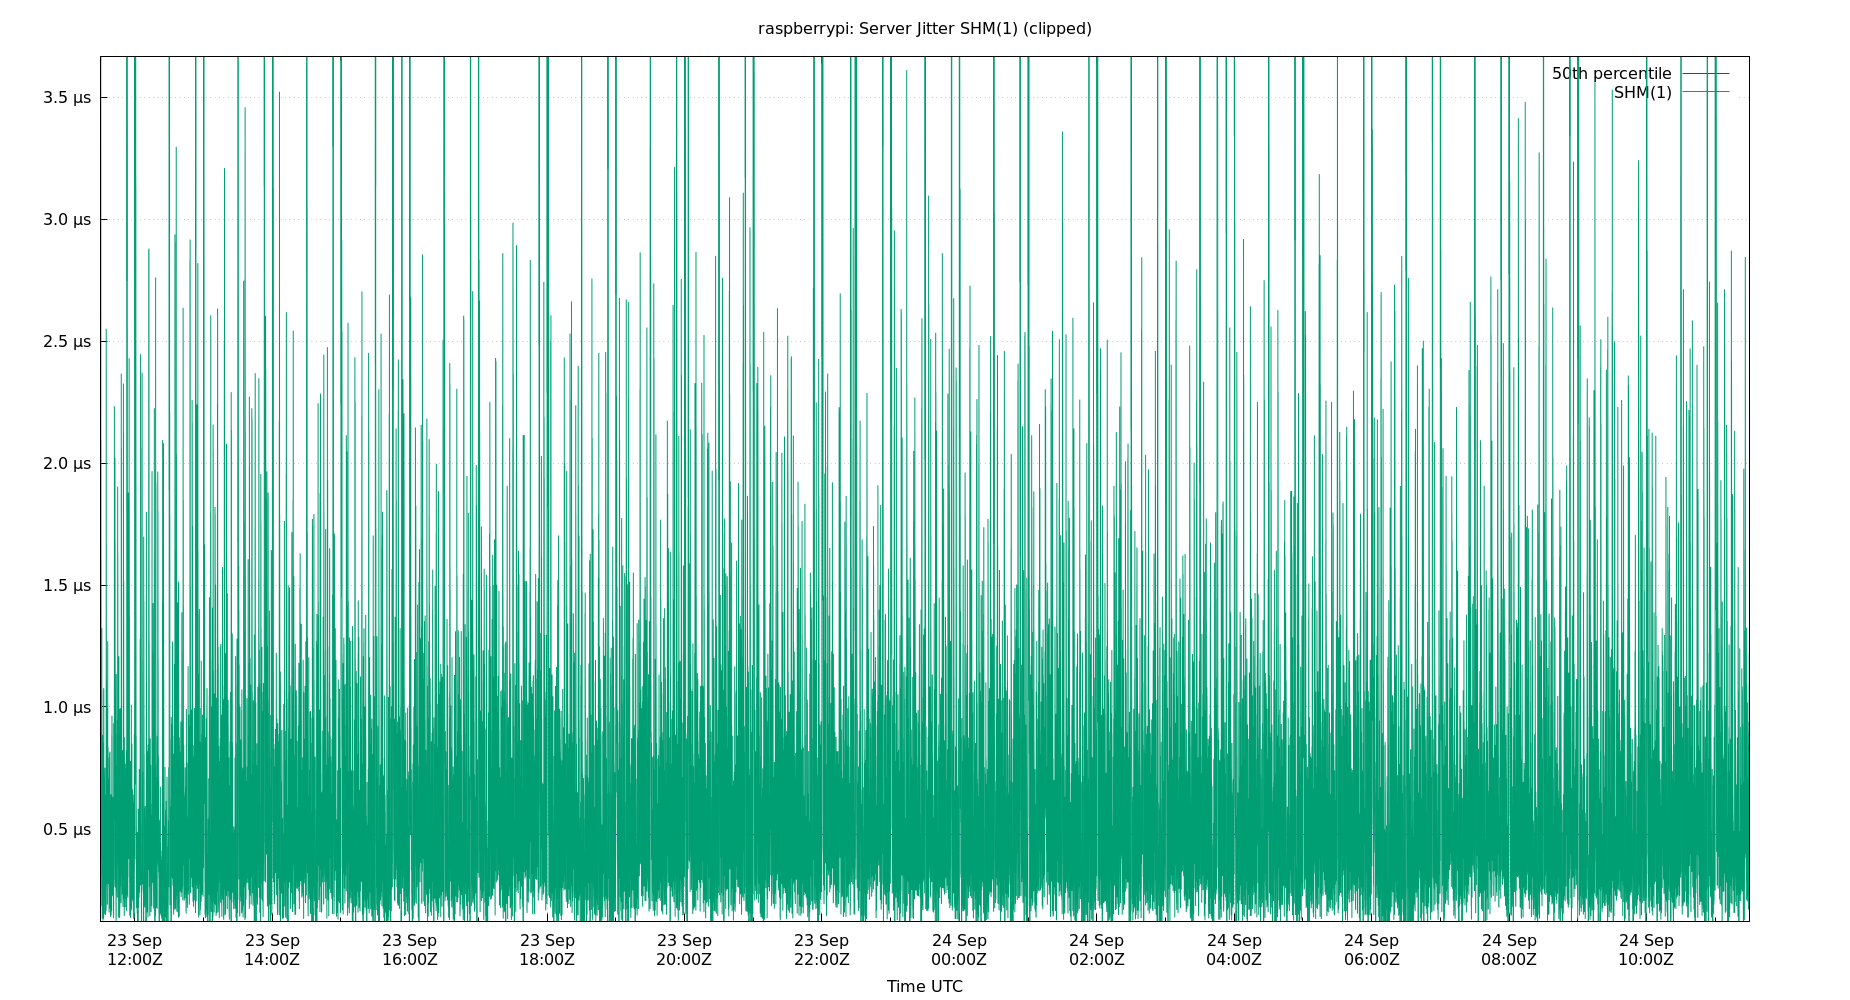 raspberrypi: Server Jitter SHM(1) (clipped)
50th percentile
SHM(1)
3.5 µs
3.0 µs
2.5 µs
2.0 µs
1.5 µs
1.0 µs
0.5 µs
23 Sep 23 Sep 23 Sep 23 Sep 23 Sep 23 Sep 24 Sep 24 Sep 24 Sep 24 Sep 24 Sep 24 Sep
12:00Z 14:00Z 16:00Z 18:00Z 20:00Z 22:00Z 00:00Z 02:00Z 04:00Z 06:00Z 08:00Z 10:00Z
Time UTC